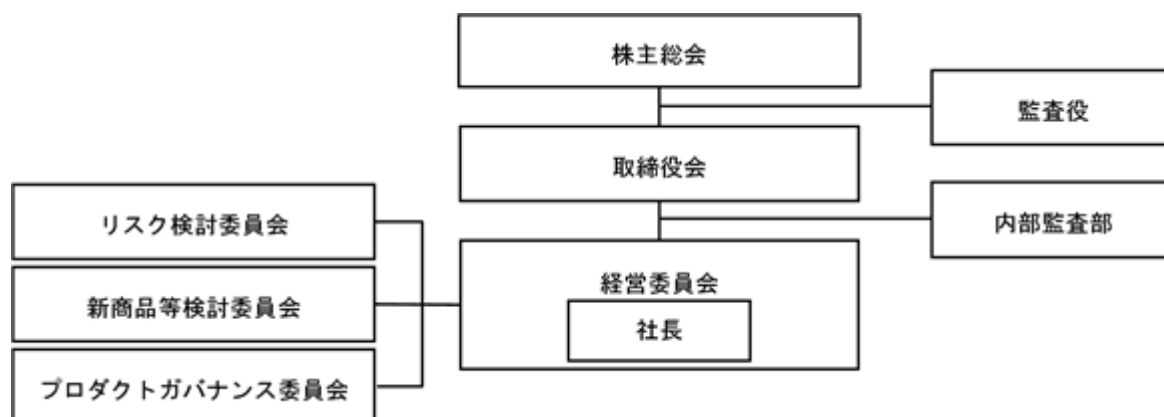 株主総会
監査役
取締役会
リスク検討委員会
内部監査部
経営委員会
新商品等検討委員会
社長
プロダクトガバナンス委員会